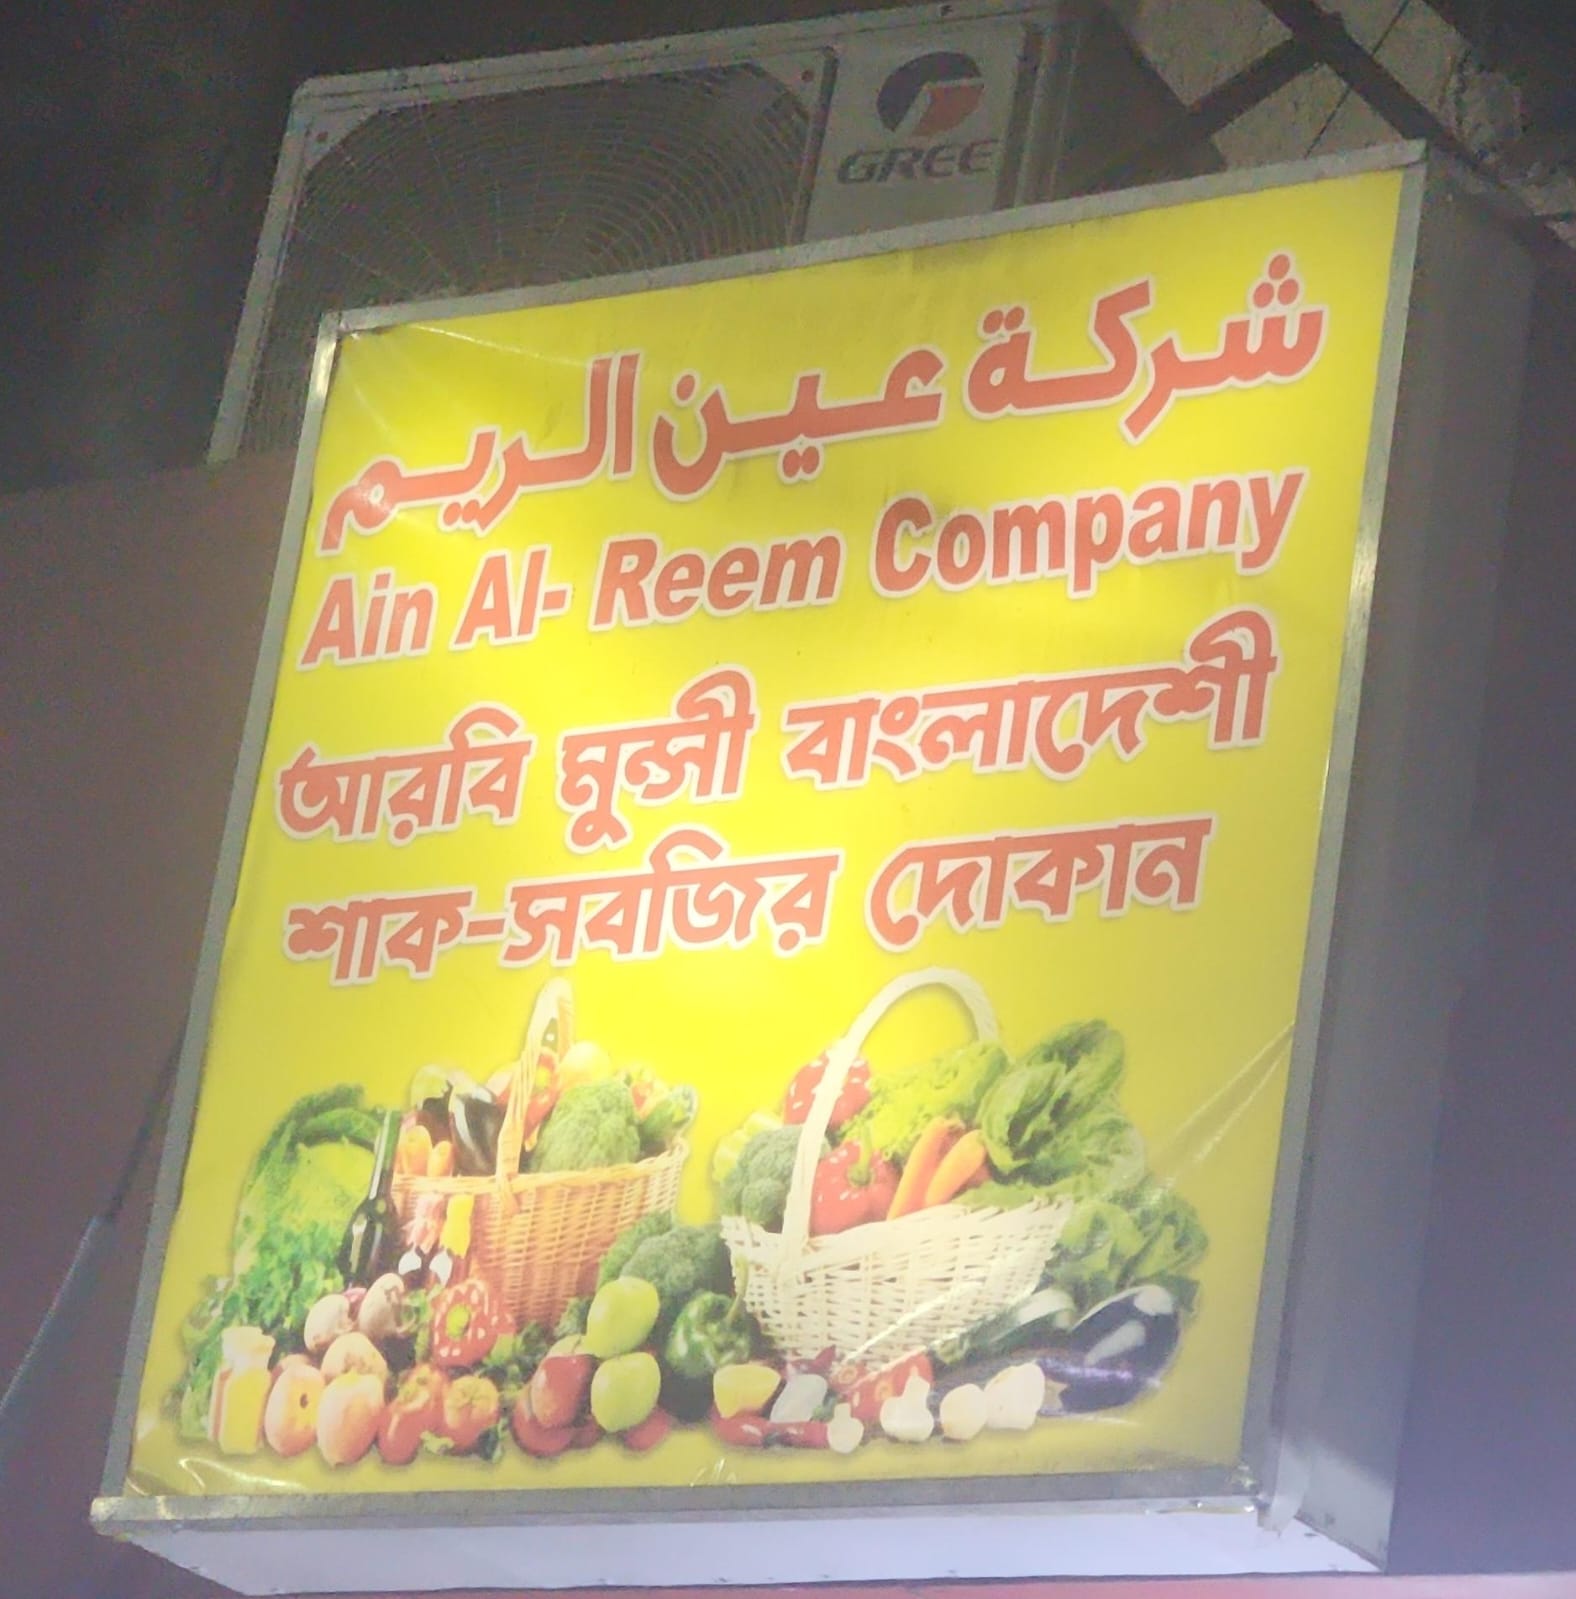 GREE
شركة عين الريم
Ain Al- Reem Company
আরবি মুন্সী বাংলাদেশী
শাক-সবজির দোকান